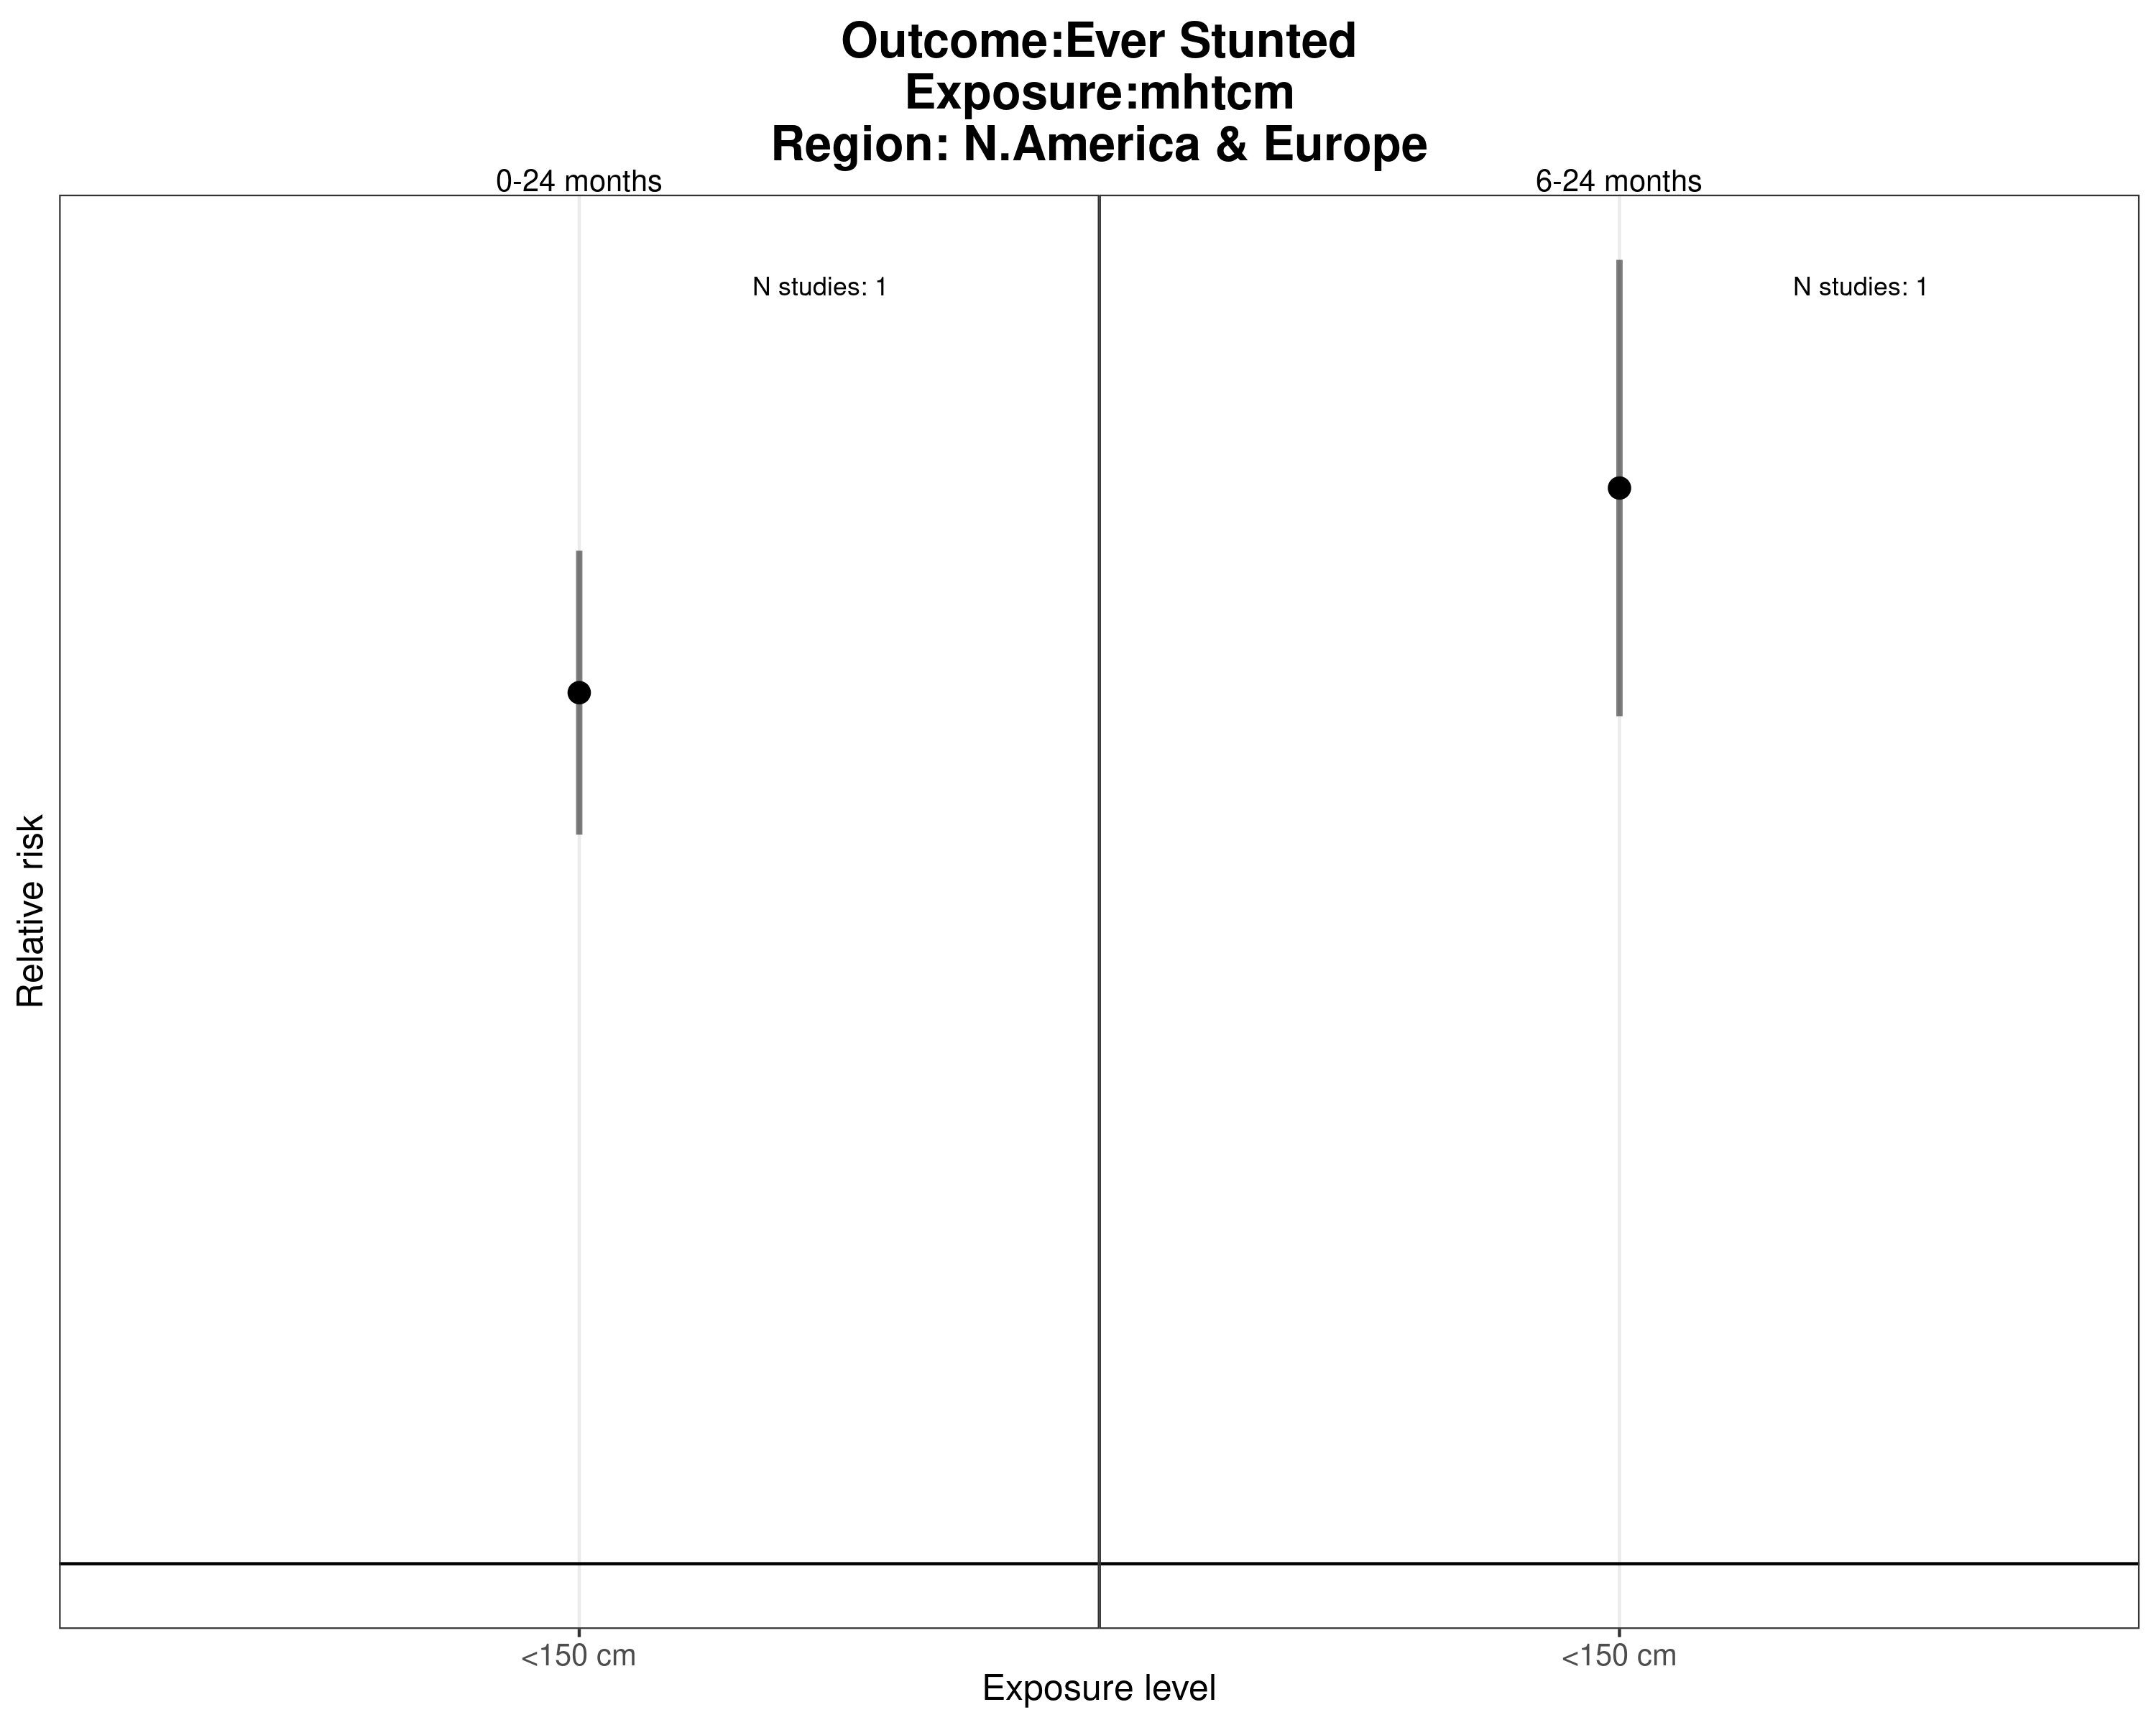 Outcome:Ever Stunted
Exposure:mhtcm
Region: N.America & Europe
0-24 months
6-24 months
N studies: 1
N studies: 1
Relative risk
<150 cm
<150 cm
Exposure level